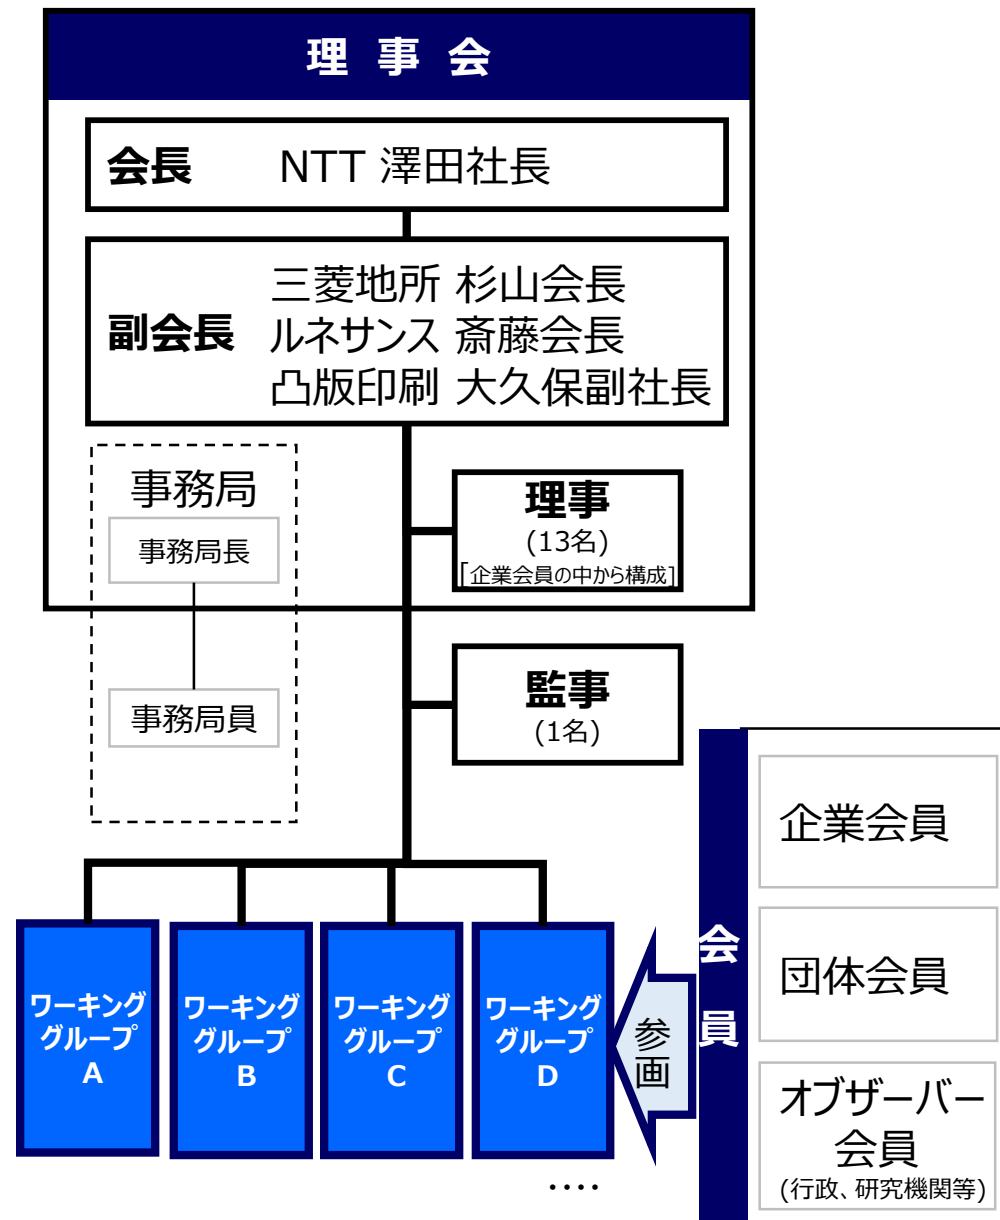 理 事 会
会長 NTT 澤田社長
副会長
三菱地所 杉山会長
ルネサンス 斎藤会長
凸版印刷 大久保副社長
事務局
事務局長
事務局員
理事
(13名)
[企業会員の中から構成]
監事
(1名)
ワーキング
グループ
A
ワーキング
グループ
B
ワーキング
グループ
C
ワーキング
グループ
D
....
参
画
会
員
企業会員
団体会員
オブザーバー
会員
(行政、研究機関等)